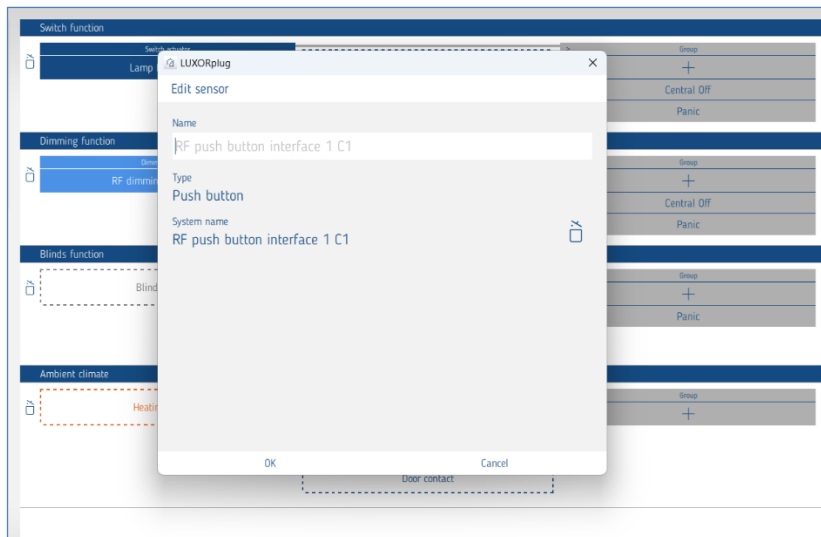 Switch function
Switch actuator
Lamp
Group
Central Off
Panic
Dimming function
RF dimmin
Group
Central Off
Panic
Blinds function
Blind
Group
Panic
Ambient climate
Heatin
Group
LUXORplug
Edit sensor
Name
RF push button interface 1 C1
Type
Push button
System name
RF push button interface 1 C1
OK
Cancel
Door contact